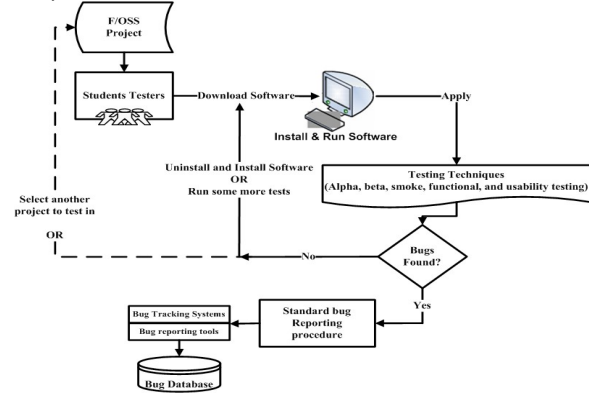 F/OSS
Project
Students Testers
Download Software
Install & Run Software
Apply
Uninstall and Install Software
OR
Run some more tests
Testing Techniques
(Alpha, beta, smoke, functional, and usability testing)
Select another
project to test in
OR
Bugs
Found?
No
Yes
Standard bug
Reporting
procedure
Bug Tracking Systems
Bug reporting tools
Bug Database